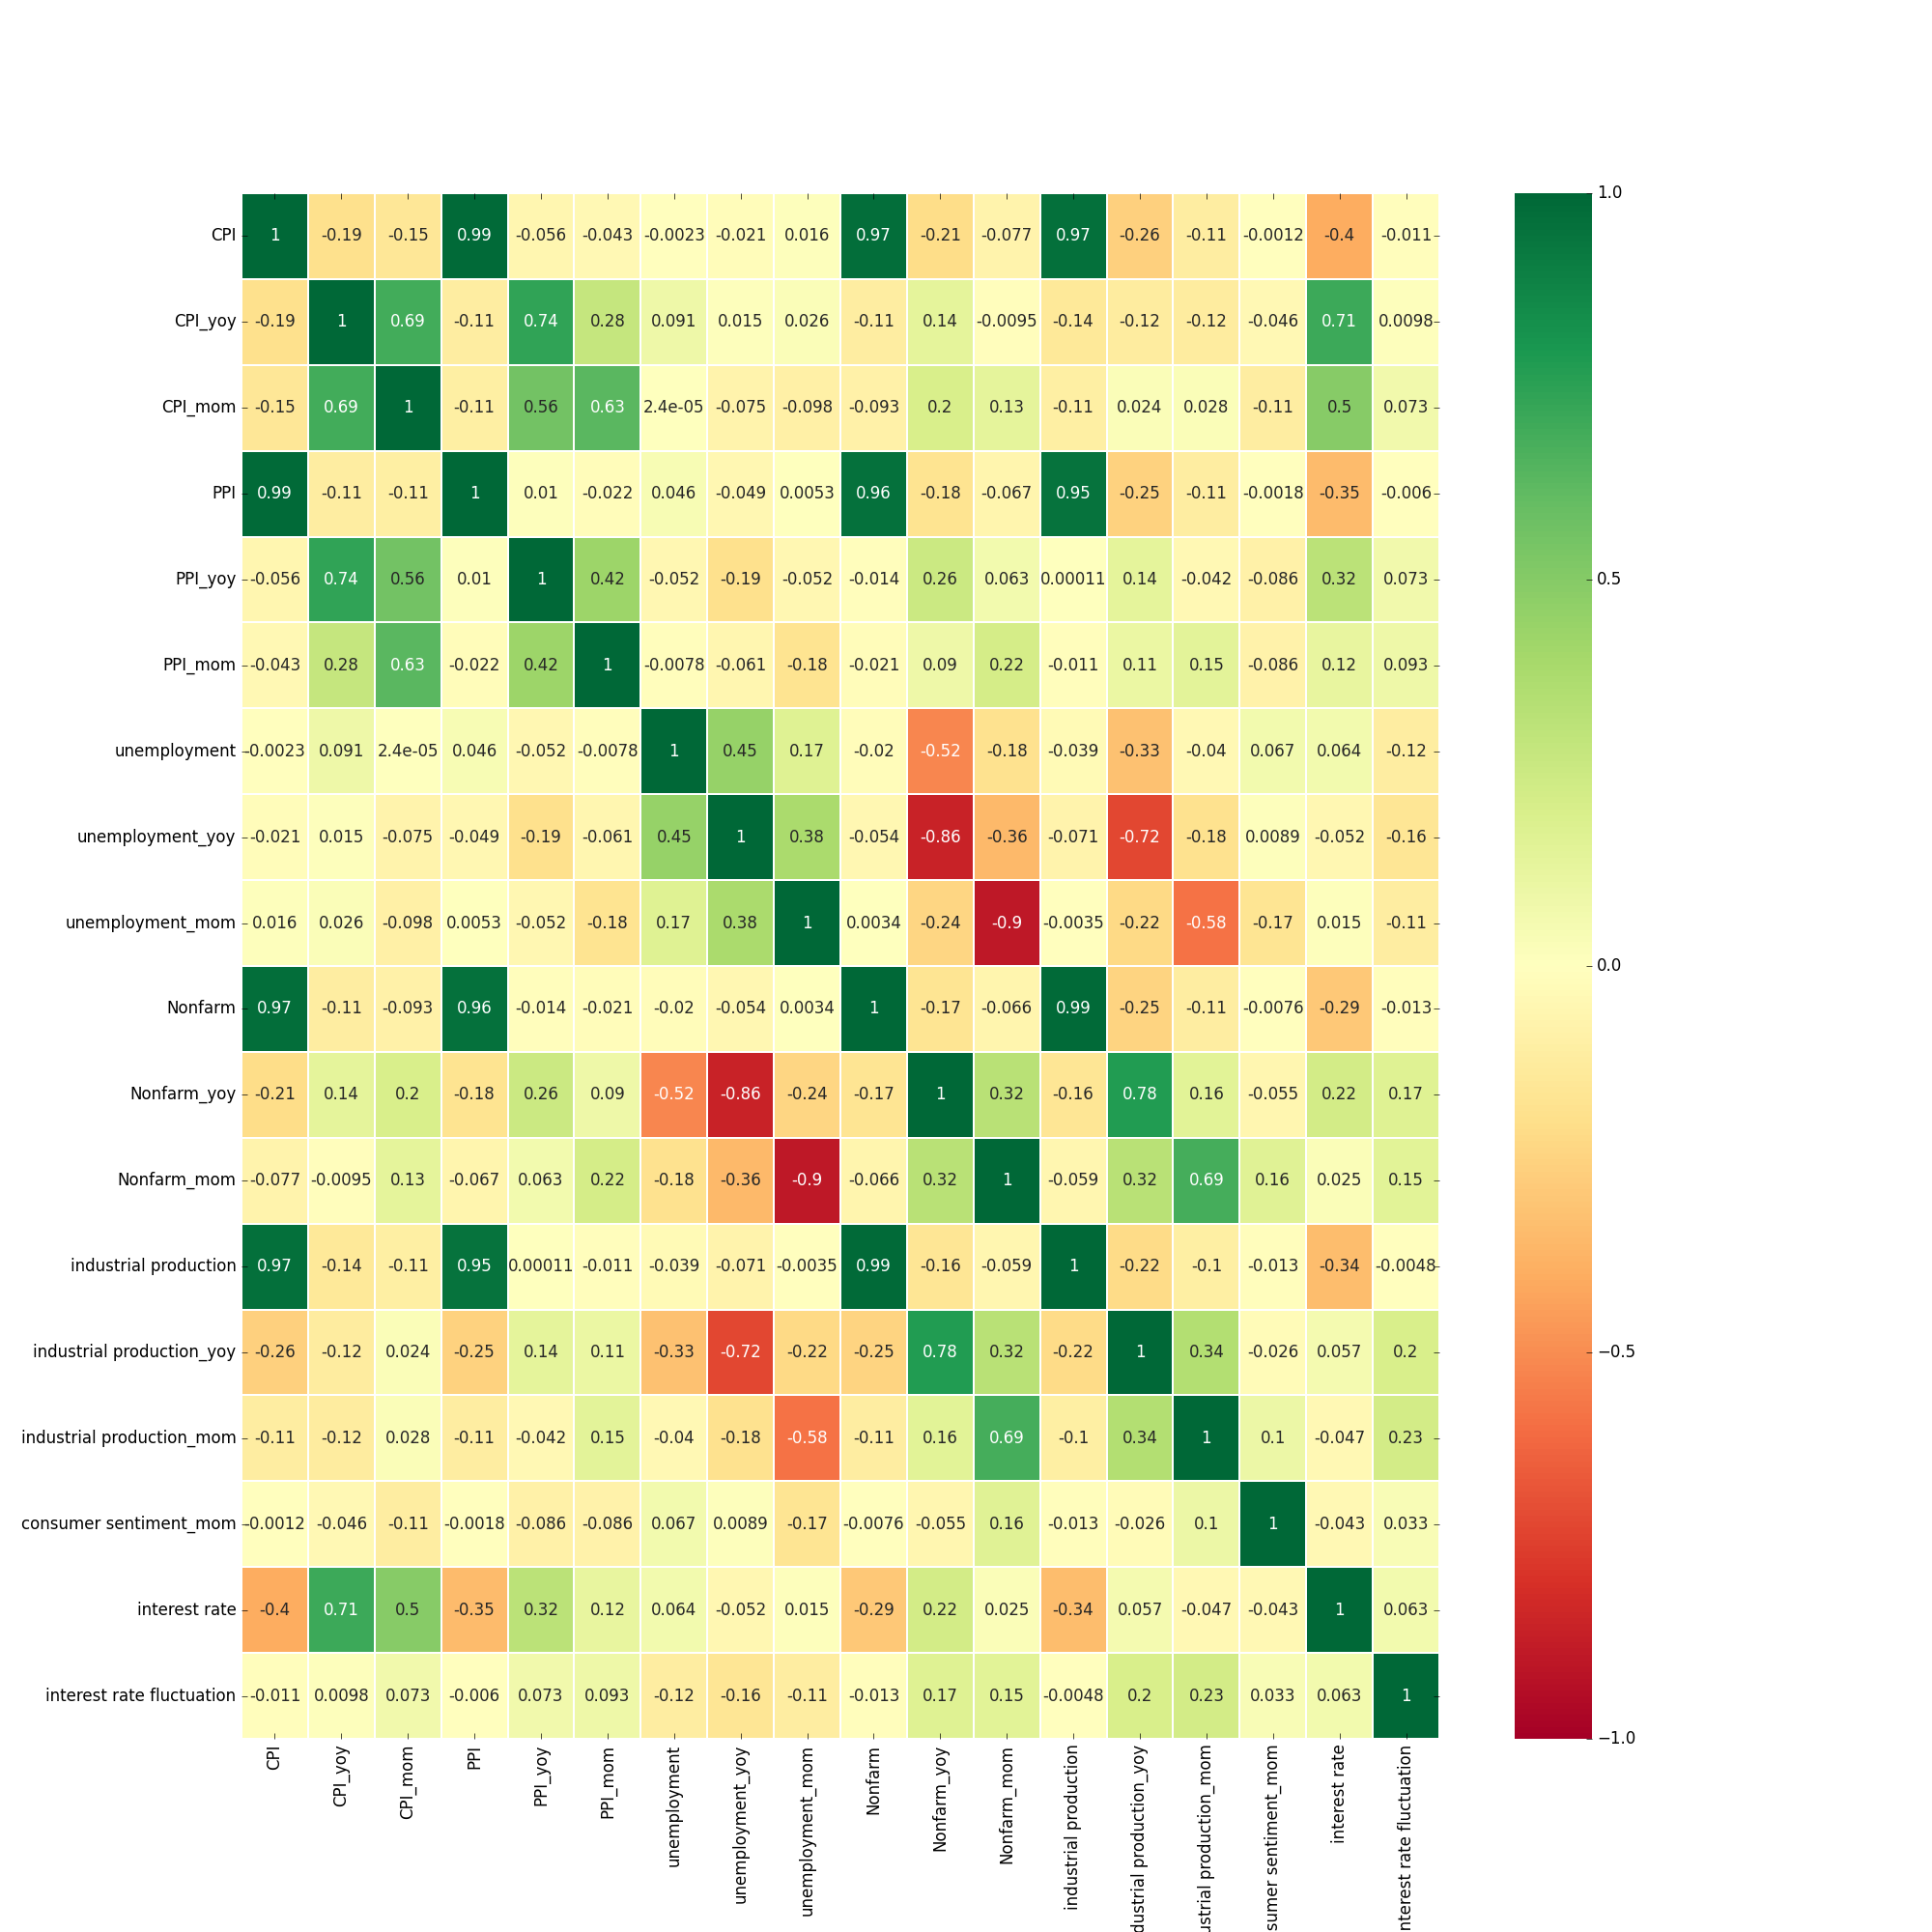 CPI 1 -0.19 -0.15 0.99 -0.056 -0.043 -0.0023 -0.021 0.016 0.97 -0.21 -0.077 0.97 -0.26 -0.11 -0.0012 -0.4 -0.011
CPI_yoy -0.19 1 0.69 -0.11 0.74 0.28 0.091 0.015 0.026 -0.11 0.14 -0.0095 -0.14 -0.12 -0.12 -0.046 0.71 0.0098
CPI_mom -0.15 0.69 1 -0.11 0.56 0.63 2.4e-05 -0.075 -0.098 -0.093 0.2 0.13 -0.11 0.024 0.028 -0.11 0.5 0.073
PPI 0.99 -0.11 -0.11 1 0.01 -0.022 0.046 -0.049 0.0053 0.96 -0.18 -0.067 0.95 -0.25 -0.11 -0.0018 -0.35 -0.006
PPI_yoy -0.056 0.74 0.56 0.01 1 0.42 -0.052 -0.19 -0.052 -0.014 0.26 0.063 0.00011 0.14 -0.042 -0.086 0.32 0.073
PPI_mom -0.043 0.28 0.63 -0.022 0.42 1 -0.0078 -0.061 -0.18 -0.021 0.09 0.22 -0.011 0.11 0.15 -0.086 0.12 0.093
unemployment -0.0023 0.091 2.4e-05 0.046 -0.052 -0.0078 1 0.45 0.17 -0.02 -0.52 -0.18 -0.039 -0.33 -0.04 0.067 0.064 -0.12
unemployment_yoy -0.021 0.015 -0.075 -0.049 -0.19 -0.061 0.45 1 0.38 -0.054 -0.86 -0.36 -0.071 -0.72 -0.18 0.0089 -0.052 -0.16
unemployment_mom 0.016 0.026 -0.098 0.0053 -0.052 -0.18 0.17 0.38 1 0.0034 -0.24 -0.9 -0.0035 -0.22 -0.58 -0.17 0.015 -0.11
Nonfarm 0.97 -0.11 -0.093 0.96 -0.014 -0.021 -0.02 -0.054 0.0034 1 -0.17 -0.066 0.99 -0.25 -0.11 -0.0076 -0.29 -0.013
Nonfarm_yoy -0.21 0.14 0.2 -0.18 0.26 0.09 -0.52 -0.86 -0.24 -0.17 1 0.32 -0.16 0.78 0.16 -0.055 0.22 0.17
Nonfarm_mom -0.077 -0.0095 0.13 -0.067 0.063 0.22 -0.18 -0.36 -0.9 -0.066 0.32 1 -0.059 0.32 0.69 0.16 0.025 0.15
industrial production 0.97 -0.14 -0.11 0.95 0.00011 -0.011 -0.039 -0.071 -0.0035 0.99 -0.16 -0.059 1 -0.22 -0.1 -0.013 -0.34 -0.0048
industrial production_yoy -0.26 -0.12 0.024 -0.25 0.14 0.11 -0.33 -0.72 -0.22 -0.25 0.78 0.32 -0.22 1 0.34 -0.026 0.057 0.2
industrial production_mom -0.11 -0.12 0.028 -0.11 -0.042 0.15 -0.04 -0.18 -0.58 -0.11 0.16 0.69 -0.1 0.34 1 0.1 -0.047 0.23
consumer sentiment_mom -0.0012 -0.046 -0.11 -0.0018 -0.086 -0.086 0.067 0.0089 -0.17 -0.0076 -0.055 0.16 -0.013 -0.026 0.1 1 -0.043 0.033
interest rate -0.4 0.71 0.5 -0.35 0.32 0.12 0.064 -0.052 0.015 -0.29 0.22 0.025 -0.34 0.057 -0.047 -0.043 1 0.063
interest rate fluctuation -0.011 0.0098 0.073 -0.006 0.073 0.093 -0.12 -0.16 -0.11 -0.013 0.17 0.15 -0.0048 0.2 0.23 0.033 0.063 1
CPI
CPI_yoy
CPI_mom
PPI
PPI_yoy
PPI_mom
unemployment
unemployment_yoy
unemployment_mom
Nonfarm
Nonfarm_yoy
Nonfarm_mom
industrial production
dustrial production_yoy
ustrial production_mom
sumer sentiment_mom
interest rate
nterest rate fluctuation
1.0
0.5
0.0
−0.5
−1.0